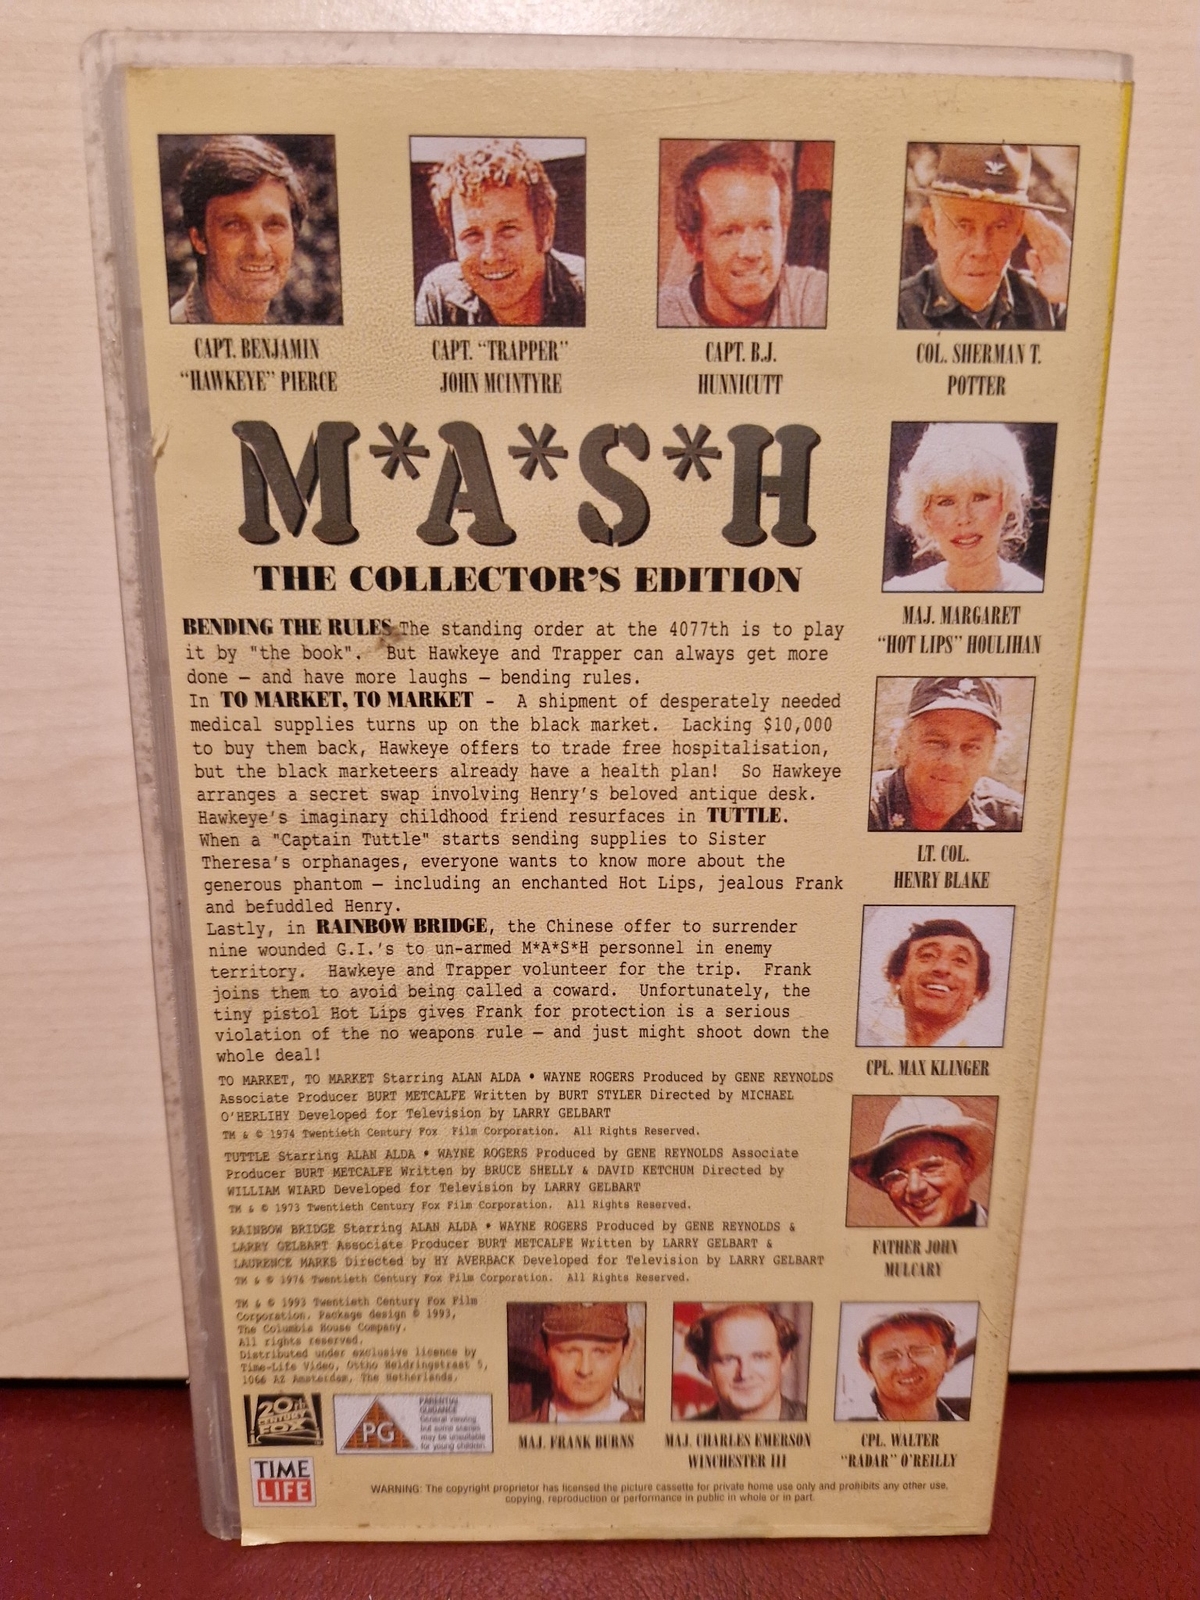 CAPT. BENJAMIN
"HAWKEYE" PIERCE
CAPT. "TRAPPER"
JOHN MCINTYRE
CAPT. B.J.
HUNNICUTT
COL. SHERMAN T.
POTTER
M*A*S*H
THE COLLECTOR'S EDITION
MAJ. MARGARET
"HOT LIPS" HOULIHAN
BENDING THE RULES The standing order at the 4077th is to play
it by "the book". But Hawkeye and Trapper can always get more
done – and have more laughs – bending rules.
In TO MARKET, TO MARKET - A shipment of desperately needed
medical supplies turns up on the black market. Lacking $10,000
to buy them back, Hawkeye offers to trade free hospitalisation,
but the black marketeers already have a health plan! So Hawkeye
arranges a secret swap involving Henry's beloved antique desk.
Hawkeye's imaginary childhood friend resurfaces in TUTTLE.
When a "Captain Tuttle" starts sending supplies to Sister
Theresa's orphanages, everyone wants to know more about the
generous phantom – including an enchanted Hot Lips, jealous Frank
and befuddled Henry.
Lastly, in RAINBOW BRIDGE, the Chinese offer to surrender
nine wounded G.I.'s to un-armed M*A*S*H personnel in enemy
territory. Hawkeye and Trapper volunteer for the trip. Frank
joins them to avoid being called a coward. Unfortunately, the
tiny pistol Hot Lips gives Frank for protection is a serious
violation of the no weapons rule – and just might shoot down the
whole deal!
LT. COL.
HENRY BLAKE
CPL. MAX KLINGER
TO MARKET, TO MARKET Starring ALAN ALDA • WAYNE ROGERS Produced by GENE REYNOLDS
Associate Producer BURT METCALFE Written by BURT STYLER Directed by MICHAEL
O'HERLIHY Developed for Television by LARRY GELBART
TM & © 1974 Twentieth Century Fox Film Corporation. All Rights Reserved.
TUTTLE Starring ALAN ALDA • WAYNE ROGERS Produced by GENE REYNOLDS Associate
Producer BURT METCALFE Written by BRUCE SHELLY & DAVID KETCHUM Directed by
WILLIAM WIARD Developed for Television by LARRY GELBART
TM & © 1973 Twentieth Century Fox Film Corporation. All Rights Reserved.
RAINBOW BRIDGE Starring ALAN ALDA • WAYNE ROGERS Produced by GENE REYNOLDS &
LARRY GELBART Associate Producer BURT METCALFE Written by LARRY GELBART &
LAURENCE MARKS Directed by HY AVERBACK Developed for Television by LARRY GELBART
TM & © 1974 Twentieth Century Fox Film Corporation. All Rights Reserved.
FATHER JOHN
MULCARY
TM & © 1993 Twentieth Century Fox Film
Corporation. Package design © 1993,
The Columbia House Company.
All rights reserved.
Distributed under exclusive licence by
Time-Life Video, Ottho Heldringstraat 5,
1066 AZ Amsterdam, The Netherlands.
20th
CENTURY
FOX
PG
PARENTAL
GUIDANCE
General viewing,
but some scenes
may be unsuitable
for young children
TIME
LIFE
MAJ. FRANK BURNS
MAJ. CHARLES EMERSON
WINCHESTER III
CPL. WALTER
"RADAR" O'REILLY
WARNING: The copyright proprietor has licensed the picture cassette for private home use only and prohibits any other use,
copying, reproduction or performance in public in whole or in part.